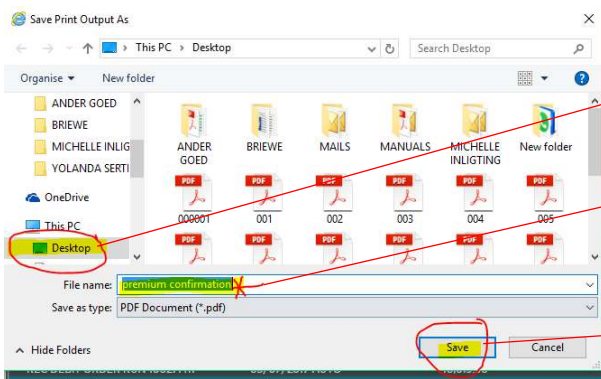 Save Print Output As
This PC > Desktop
Search Desktop
Organise
New folder
ANDER GOED
BRIEWE
MICHELLE INLIG
YOLANDA SERTI
OneDrive
This PC
Desktop
ANDER GOED
BRIEWE
MAILS
MANUALS
MICHELLE INLIGTING
New folder
PDF PDF PDF PDF PDF PDF
000001
001
002
003
004
005
PDF PDF PDF PDF PDF PDF
File name: premium confirmation
Save as type: PDF Document (*.pdf)
Hide Folders
Save
Cancel